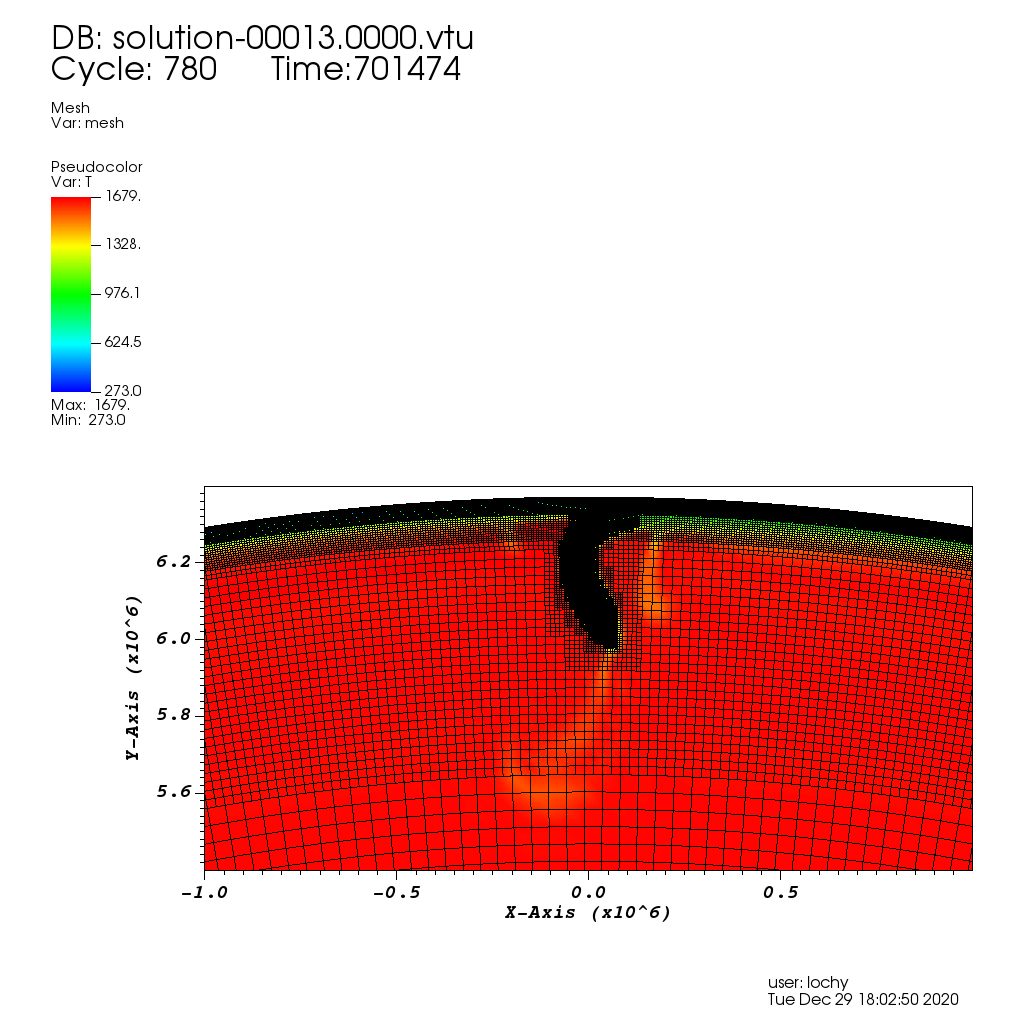 DB: solution-00013.0000.vtu
Cycle: 780 Time:701474
Mesh
Var: mesh
Pseudocolor
Var: T
1679.
1328.
976.1
624.5
273.0
Max: 1679.
Min: 273.0
6.2
6.0
5.8
5.6
Y-Axis (x10^6)
-1.0 -0.5 0.0 0.5
X-Axis (x10^6)
user: lochy
Tue Dec 29 18:02:50 2020